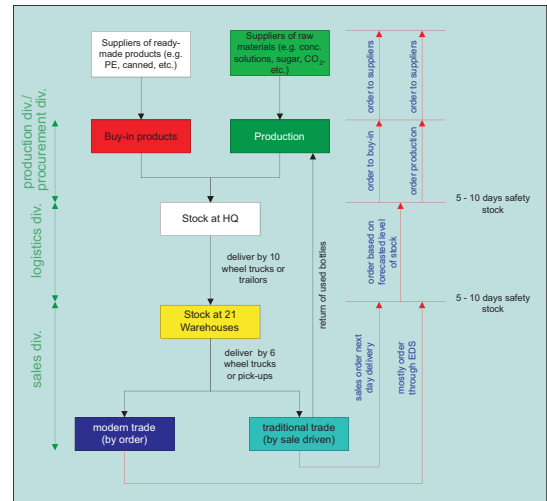 Suppliers of ready-
made products (e.g.
PE, canned, etc.)
Suppliers of raw
materials (e.g. conc.
solutions, sugar, CO2,
etc.)
order to suppliers
order to suppliers
production div./
procurement div.
Buy-in products
Production
order to buy-in
order production
5 - 10 days safety
stock
logistics div.
Stock at HQ
deliver by 10
wheel trucks or
trailors
return of used bottles
order based on
forecasted level
of stock
5 - 10 days safety
stock
sales div.
Stock at 21
Warehouses
deliver by 6
wheel trucks
or pick-ups
sales order next
day delivery
mostly order
through EDS
modern trade
(by order)
traditional trade
(by sale driven)